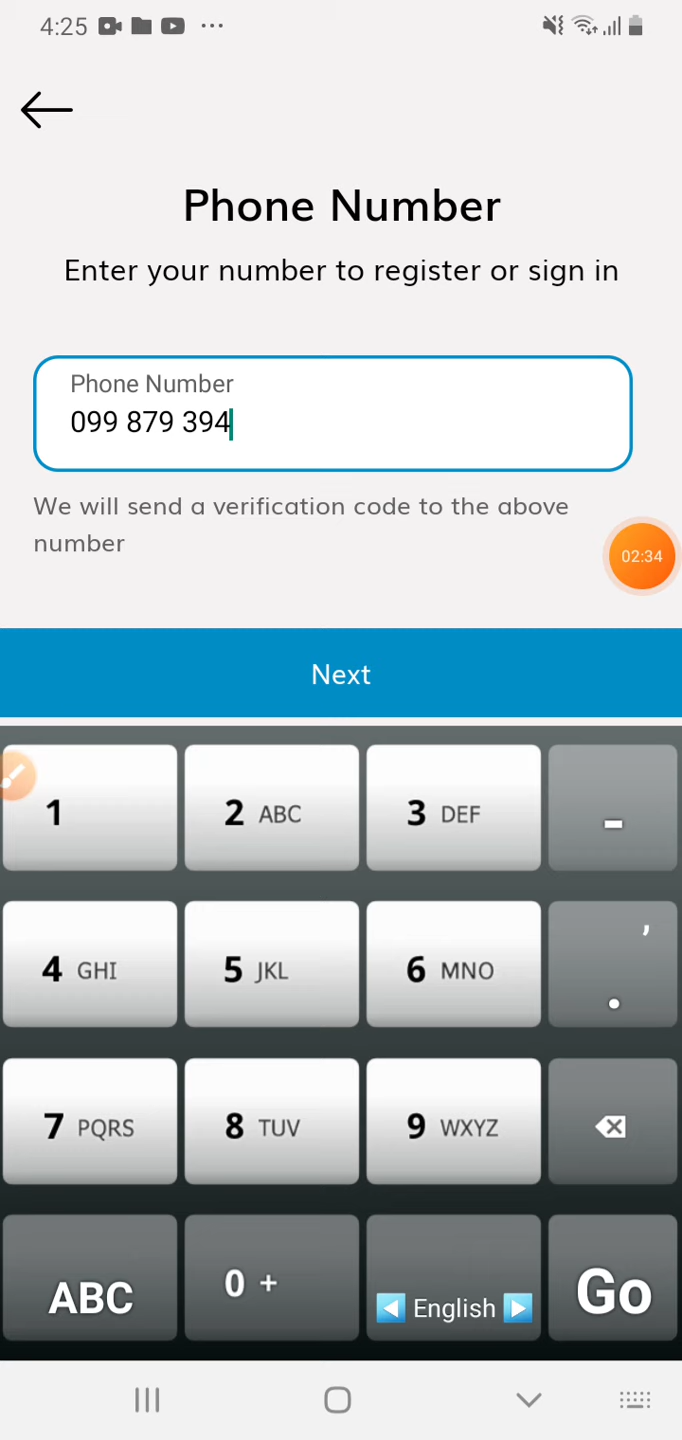 4:25
Phone Number
Enter your number to register or sign in
Phone Number
099 879 394
We will send a verification code to the above
number
02:34
Next
1
2 ABC
3 DEF
-
4 GHI
5 JKL
6 MNO
,
.
7 PQRS
8 TUV
9 WXYZ
ABC
0 +
English
Go